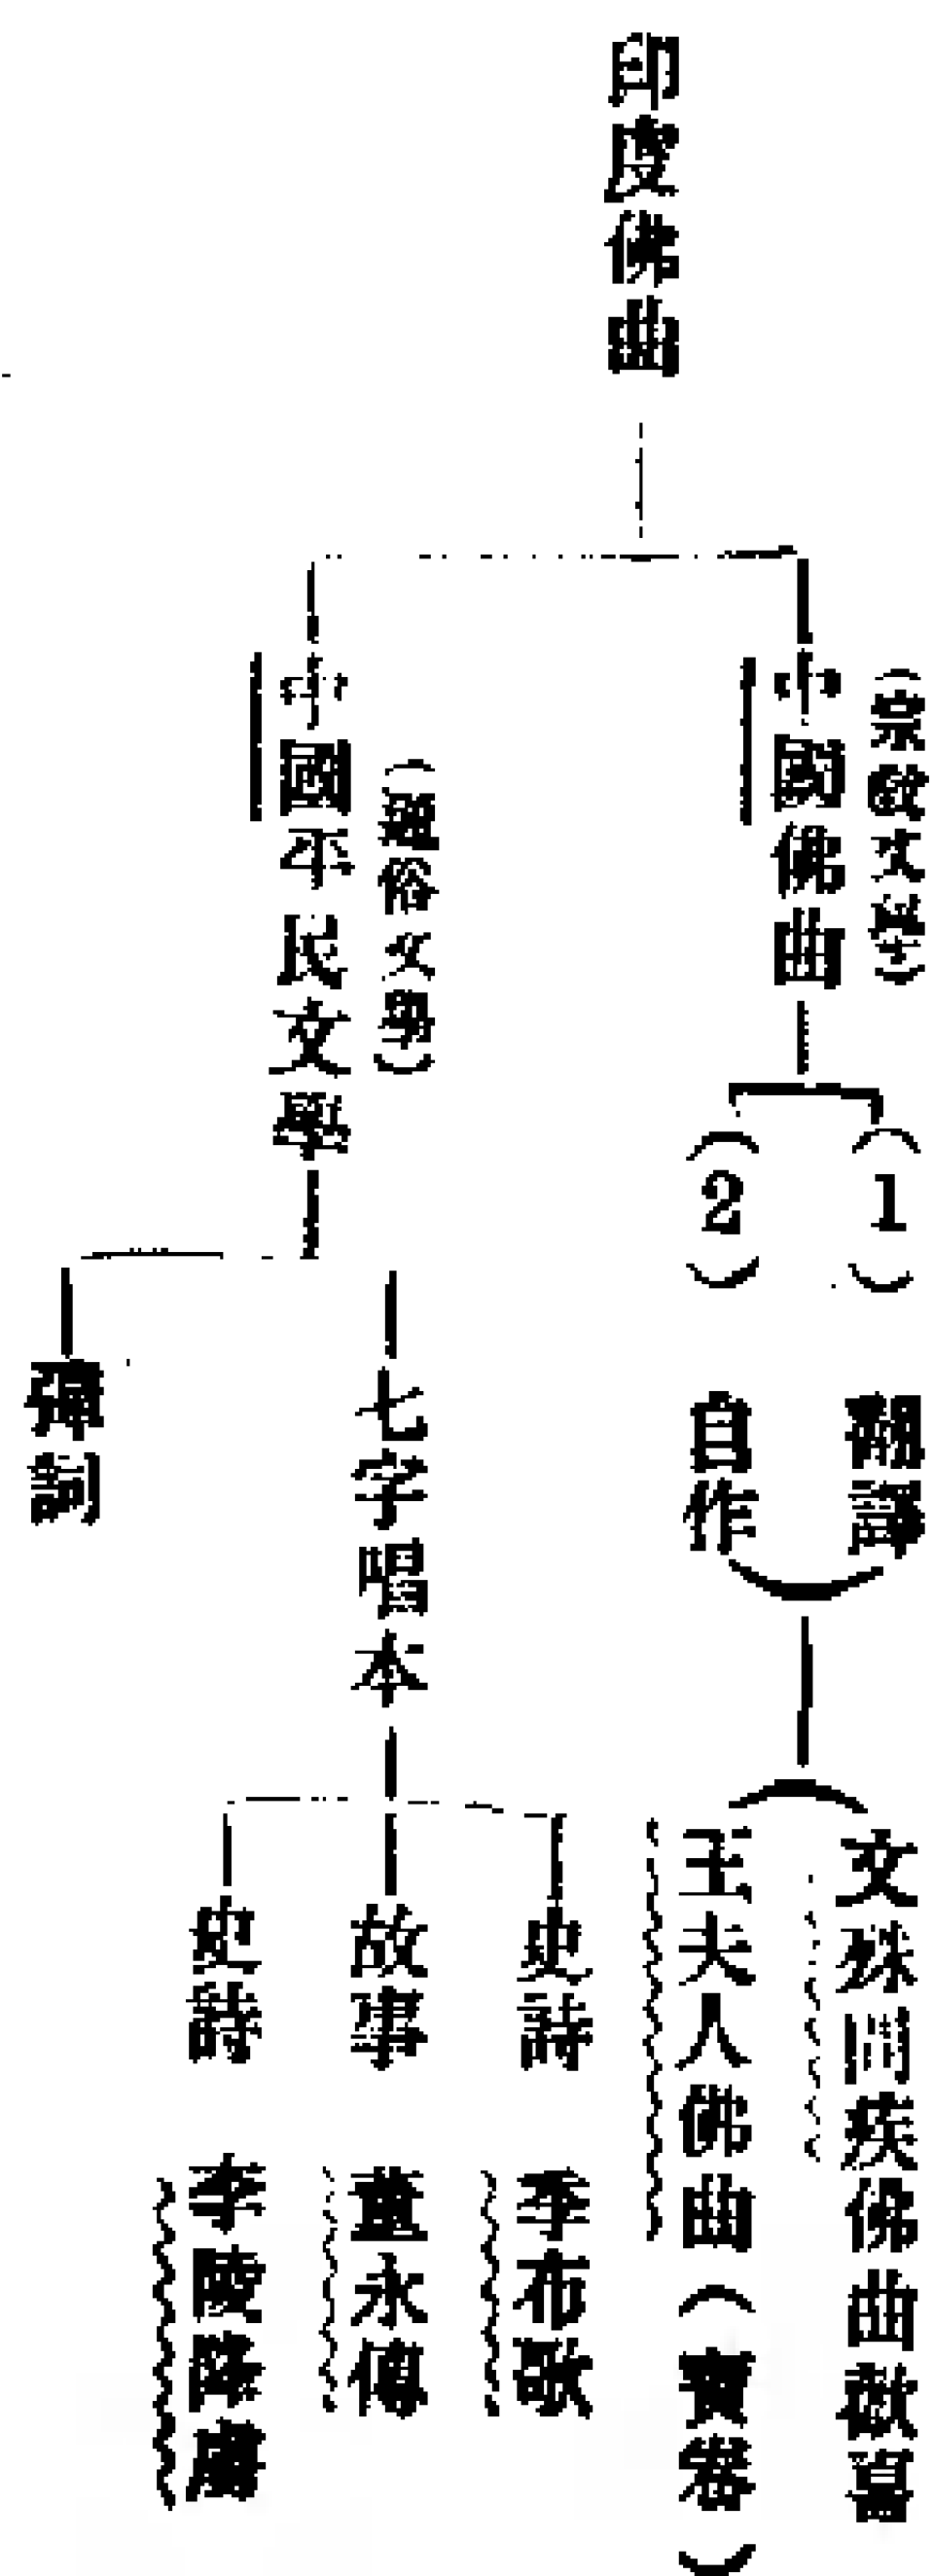 印度佛曲
（宗教文學）
中國佛曲
（1）　翻譯
（2）　自作
文殊問疾佛曲
王夫人佛曲（寶卷）
（通俗文學）
中國平民文學
七字唱本
史詩　季布歌
故事　董永傳
史詩　李陵降虜
彈詞